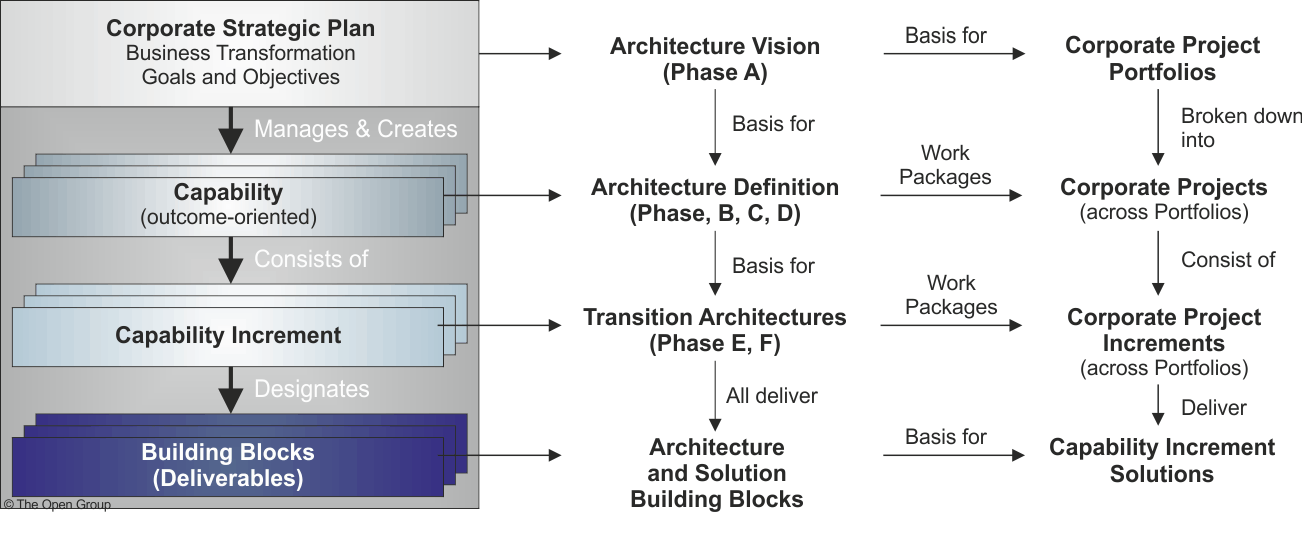 Corporate Strategic Plan
Business Transformation
Goals and Objectives
Manages & Creates
Capability
(outcome-oriented)
Consists of
Capability Increment
Designates
Building Blocks
(Deliverables)
© The Open Group
Architecture Vision
(Phase A)
Basis for
Architecture Definition
(Phase, B, C, D)
Basis for
Transition Architectures
(Phase E, F)
All deliver
Architecture
and Solution
Building Blocks
Basis for
Work
Packages
Work
Packages
Basis for
Corporate Project
Portfolios
Broken down
into
Corporate Projects
(across Portfolios)
Consist of
Corporate Project
Increments
(across Portfolios)
Deliver
Capability Increment
Solutions